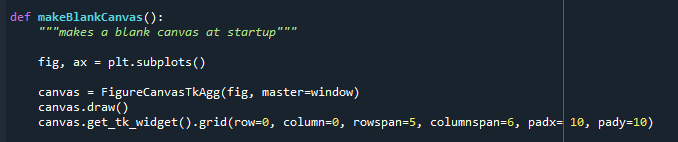 def makeBlankCanvas():
    """makes a blank canvas at startup"""
    fig, ax = plt.subplots()
    canvas = FigureCanvasTkAgg(fig, master=window)
    canvas.draw()
    canvas.get_tk_widget().grid(row=0, column=0, rowspan=5, columnspan=6, padx= 10, pady=10)